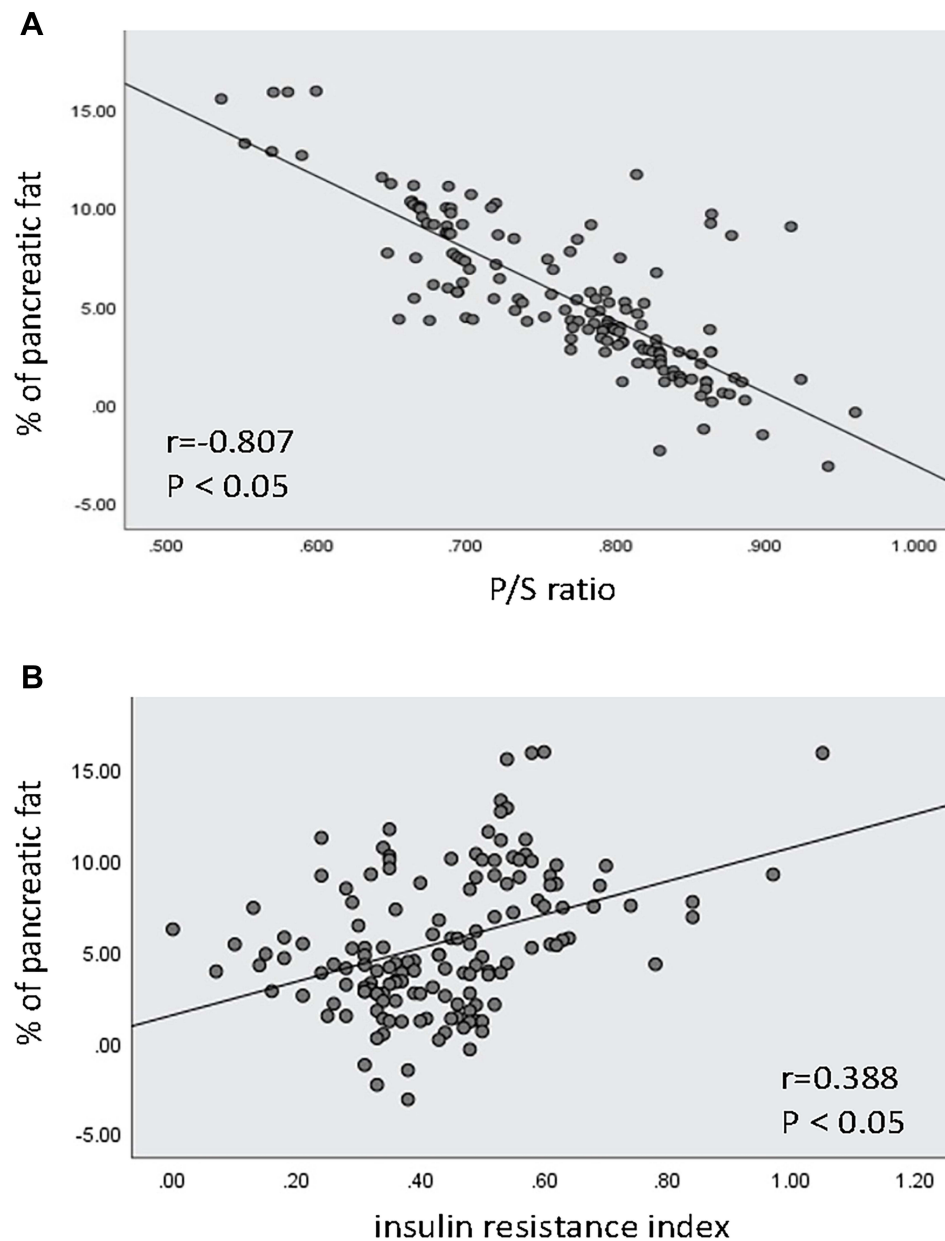 A
% of pancreatic fat
15.00
10.00
5.00
.00
-5.00
r=-0.807
P < 0.05
.500 .600 .700 .800 .900 1.000
P/S ratio
B
% of pancreatic fat
15.00
10.00
5.00
.00
-5.00
r=0.388
P < 0.05
.00 .20 .40 .60 .80 1.00 1.20
insulin resistance index